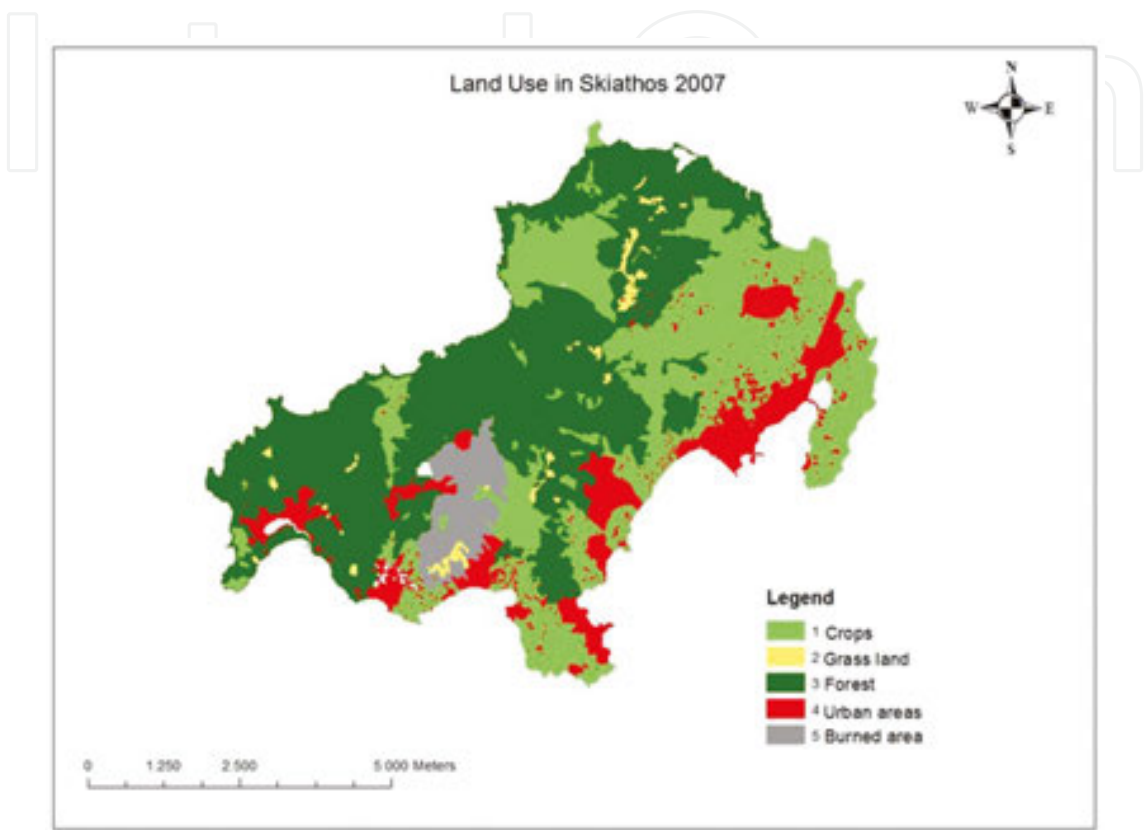 Land Use in Skiathos 2007
N
W E
S
Legend
1 Crops
2 Grass land
3 Forest
4 Urban areas
5 Burned area
0 1.250 2.500 5 000 Meters